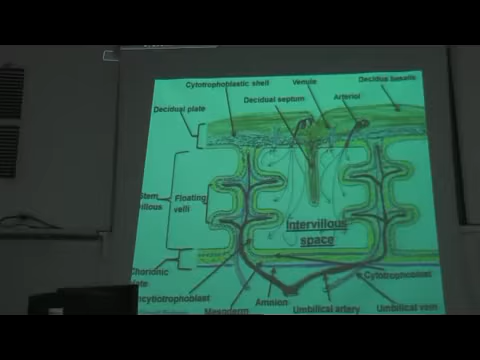 Cytotrophoblastic shell
Venule
Decidua basalis
Decidual septum
Arteriol
Decidual plate
Stem
villous
Floating
villi
Intervillous
space
Chorionic
plate
Cytotrophoblast
Amnion
Mesoderm
Umbilical artery
Umbilical vein